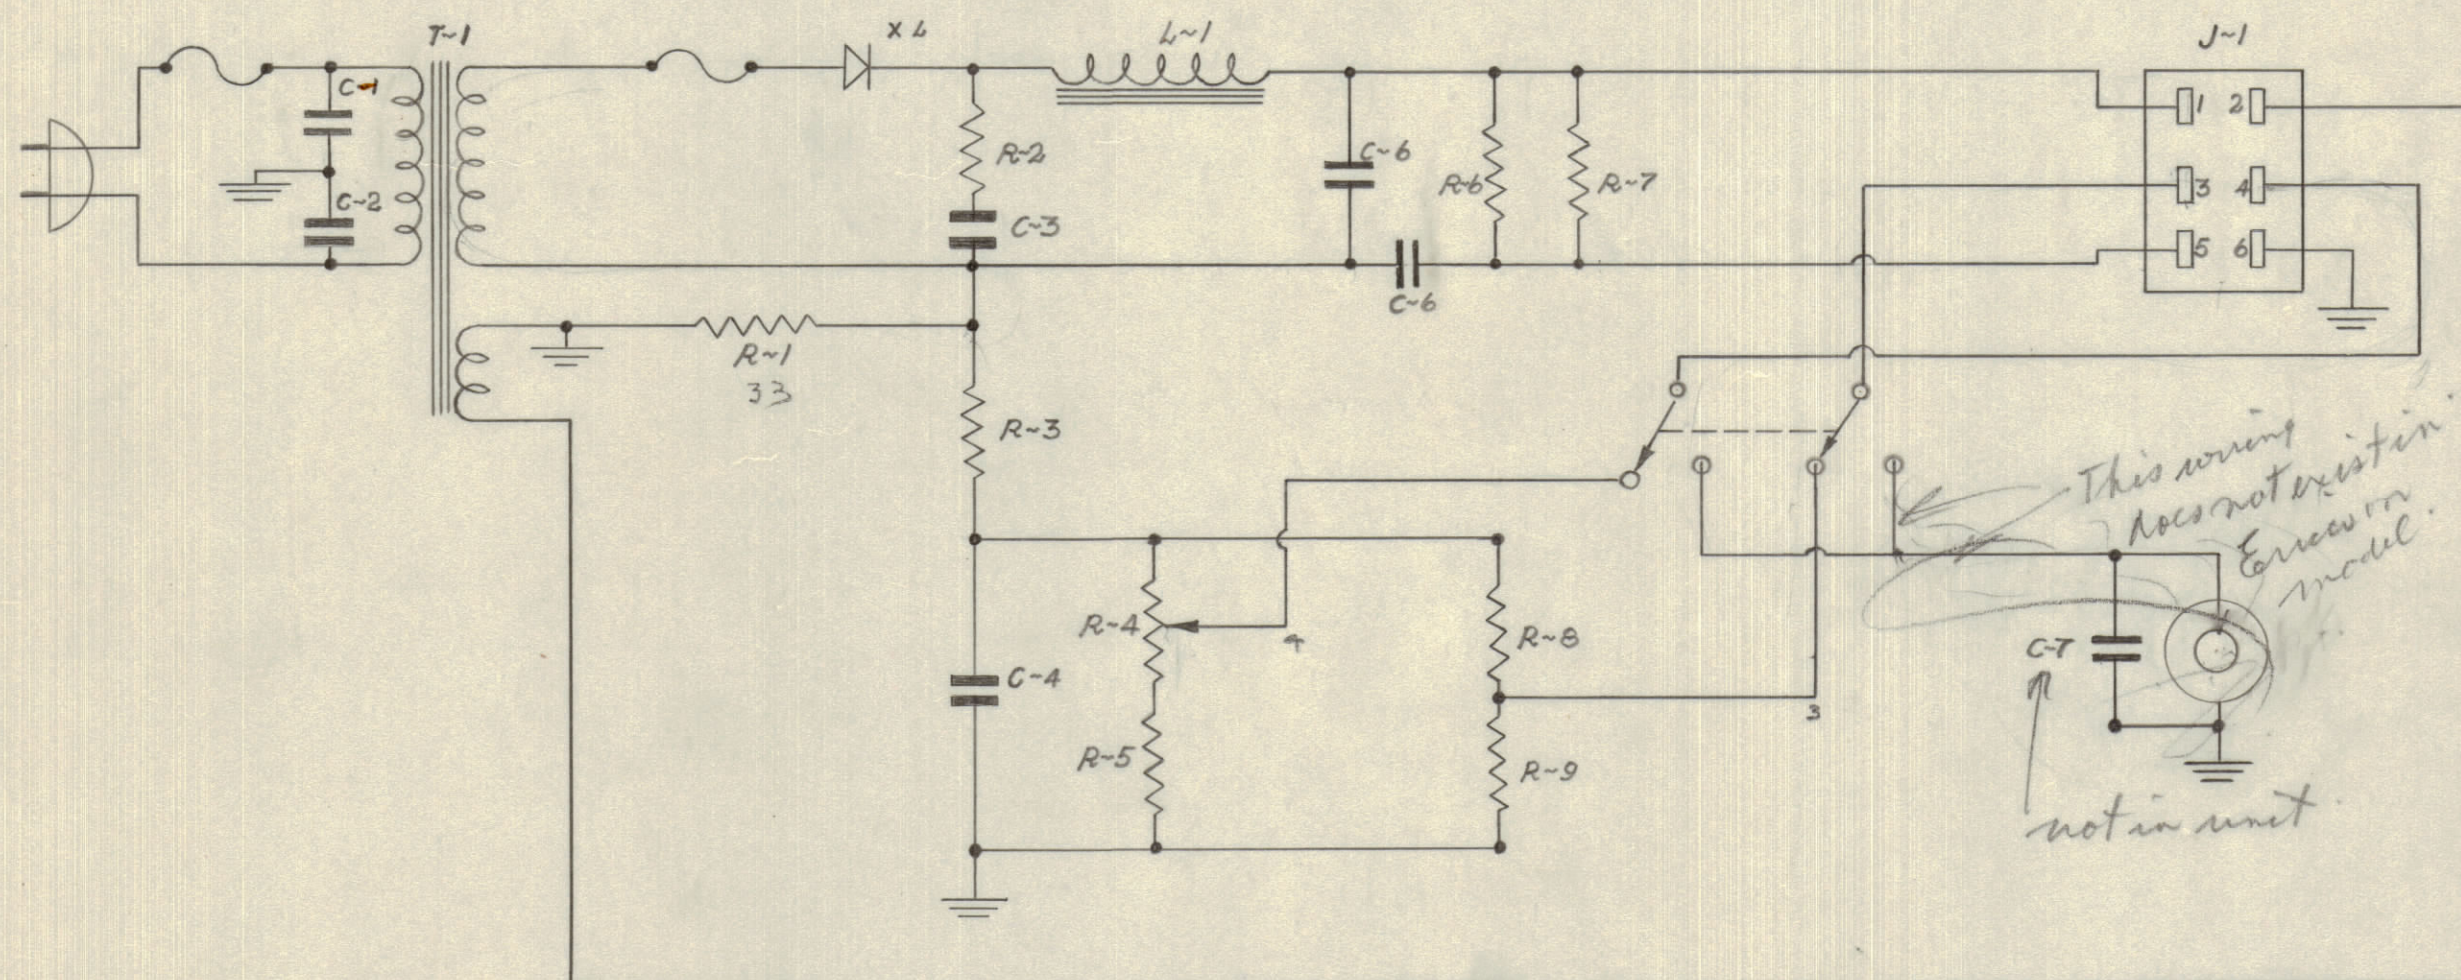 T~1
X L
L~1
J~1
C-1
1 2
R~2
C~6
R~6
R~7
3 4
C~2
C~3
5 6
C~6
R~1
33
R~3
This wiring
does not exist in
model.
R~4
4
R~8
C-7
C-4
3
R~5
R~9
not in unit